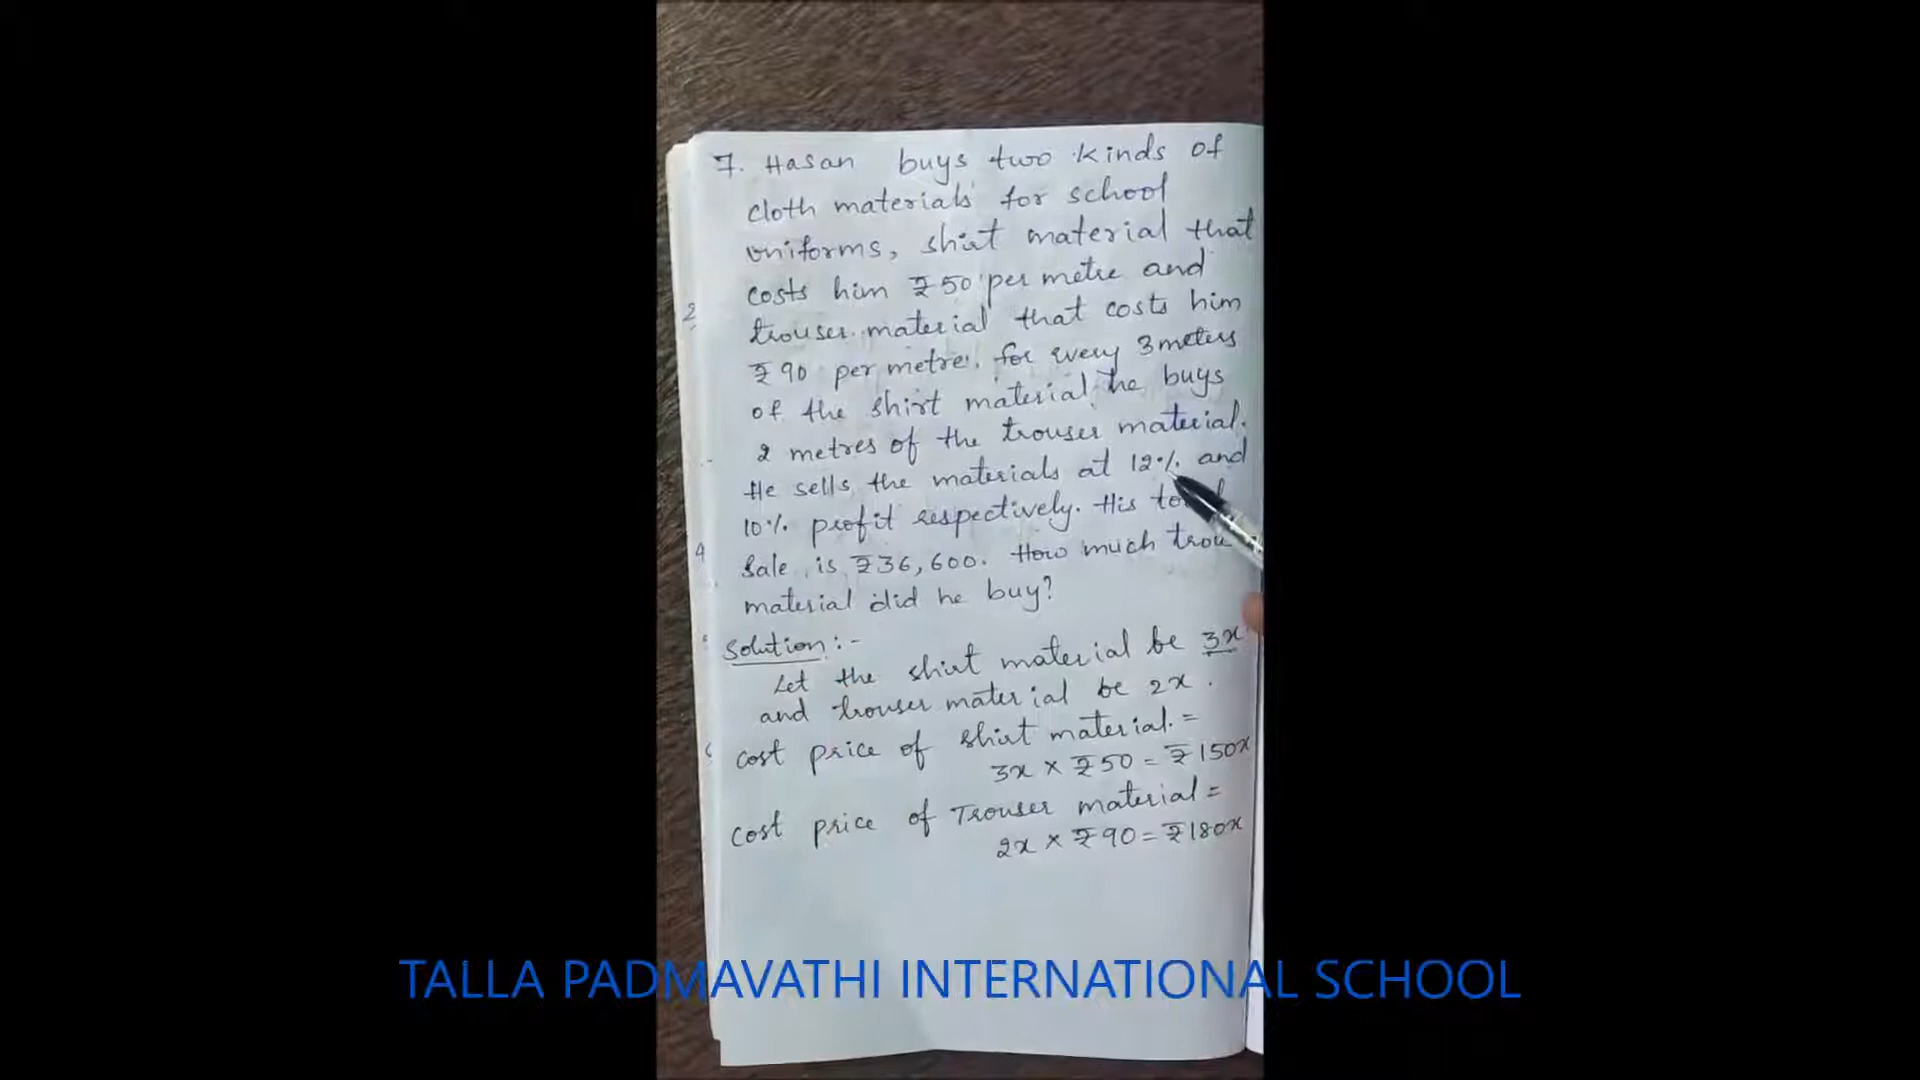 7. Hasan buys two kinds of
cloth materials for school
uniforms, shirt material that
costs him ₹50 per metre and
trouser material that costs him
₹90 per metre. for every 3 meters
of the shirt material he buys
2 metres of the trouser material.
He sells the materials at 12% and
10% profit respectively. His
sale is ₹36,600. How much
material did he buy?
Solution:-
Let the shirt material be 3x
and trouser material be 2x.
cost price of shirt material =
3x × ₹50 = ₹150x
cost price of Trouser material =
2x × ₹90 = ₹180x
TALLA PADMAVATHI INTERNATIONAL SCHOOL